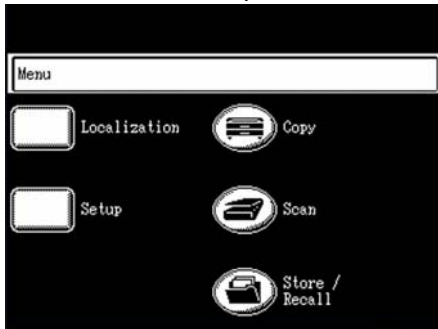 Menu
Localization
Copy
Setup
Scan
Store /
Recall